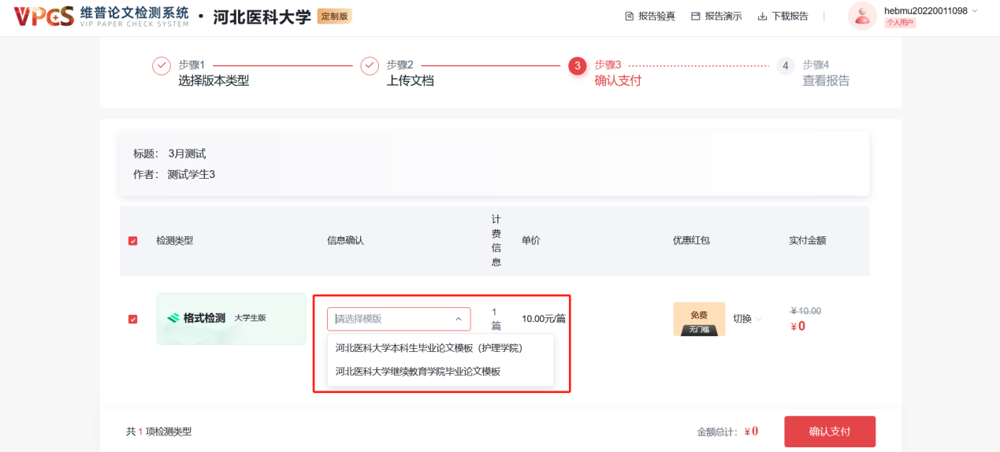 VPCS 维普论文检测系统 · 河北医科大学 定制版
VIP PAPER CHECK SYSTEM
报告验真 报告演示 下载报告
hebmu20220011098
个人用户
步骤1
选择版本类型
步骤2
上传文档
3 步骤3
确认支付
4 步骤4
查看报告
标题： 3月测试
作者： 测试学生3
检测类型 信息确认 计费信息 单价 优惠红包 实付金额
格式检测 大学生版
请选择模版
1篇
10.00元/篇
免费
无门槛
切换
¥10.00
¥0
河北医科大学本科生毕业论文模板（护理学院）
河北医科大学继续教育学院毕业论文模板
共 1 项检测类型
金额总计： ¥0
确认支付